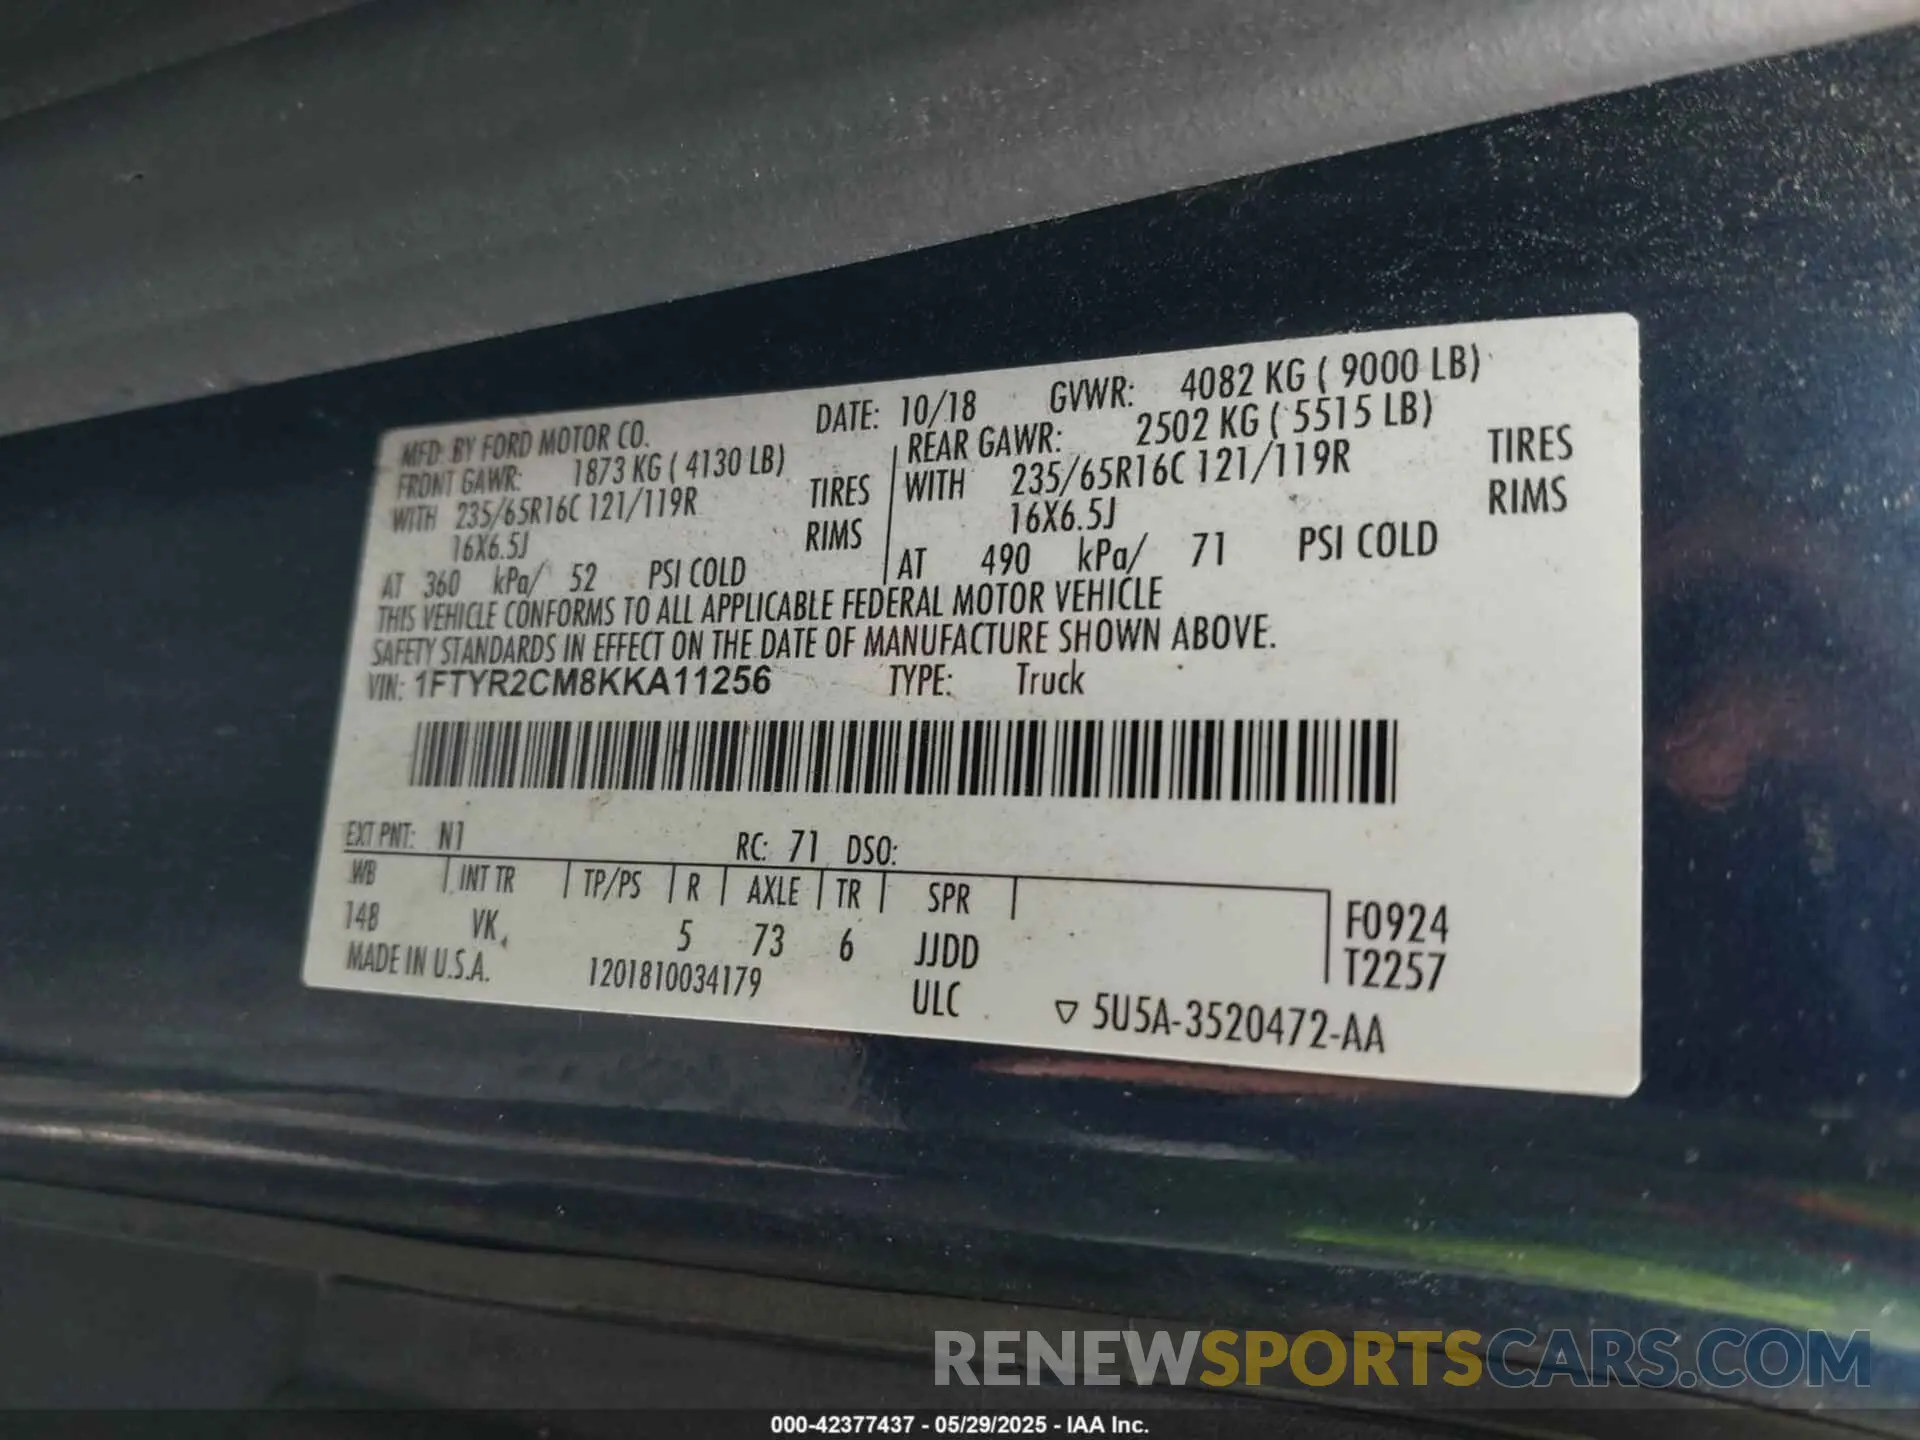 MFD. BY FORD MOTOR CO. DATE: 10/18 GVWR: 4082 KG ( 9000 LB)
FRONT GAWR: 1873 KG ( 4130 LB) REAR GAWR: 2502 KG ( 5515 LB)
WITH 235/65R16C 121/119R TIRES WITH 235/65R16C 121/119R TIRES
16X6.5J RIMS 16X6.5J RIMS
AT 360 kPa/ 52 PSI COLD AT 490 kPa/ 71 PSI COLD
THIS VEHICLE CONFORMS TO ALL APPLICABLE FEDERAL MOTOR VEHICLE
SAFETY STANDARDS IN EFFECT ON THE DATE OF MANUFACTURE SHOWN ABOVE.
VIN: 1FTYR2CM8KKA11256 TYPE: Truck
EXT PNT: N1 RC: 71 DSO:
WB INT TR TP/PS R AXLE TR SPR
148 VK 5 73 6 JJDD F0924
MADE IN U.S.A. 1201810034179 ULC T2257
▽ 5U5A-3520472-AA
RENEWSPORTSCARS.COM
000-42377437 - 05/29/2025 - IAA Inc.